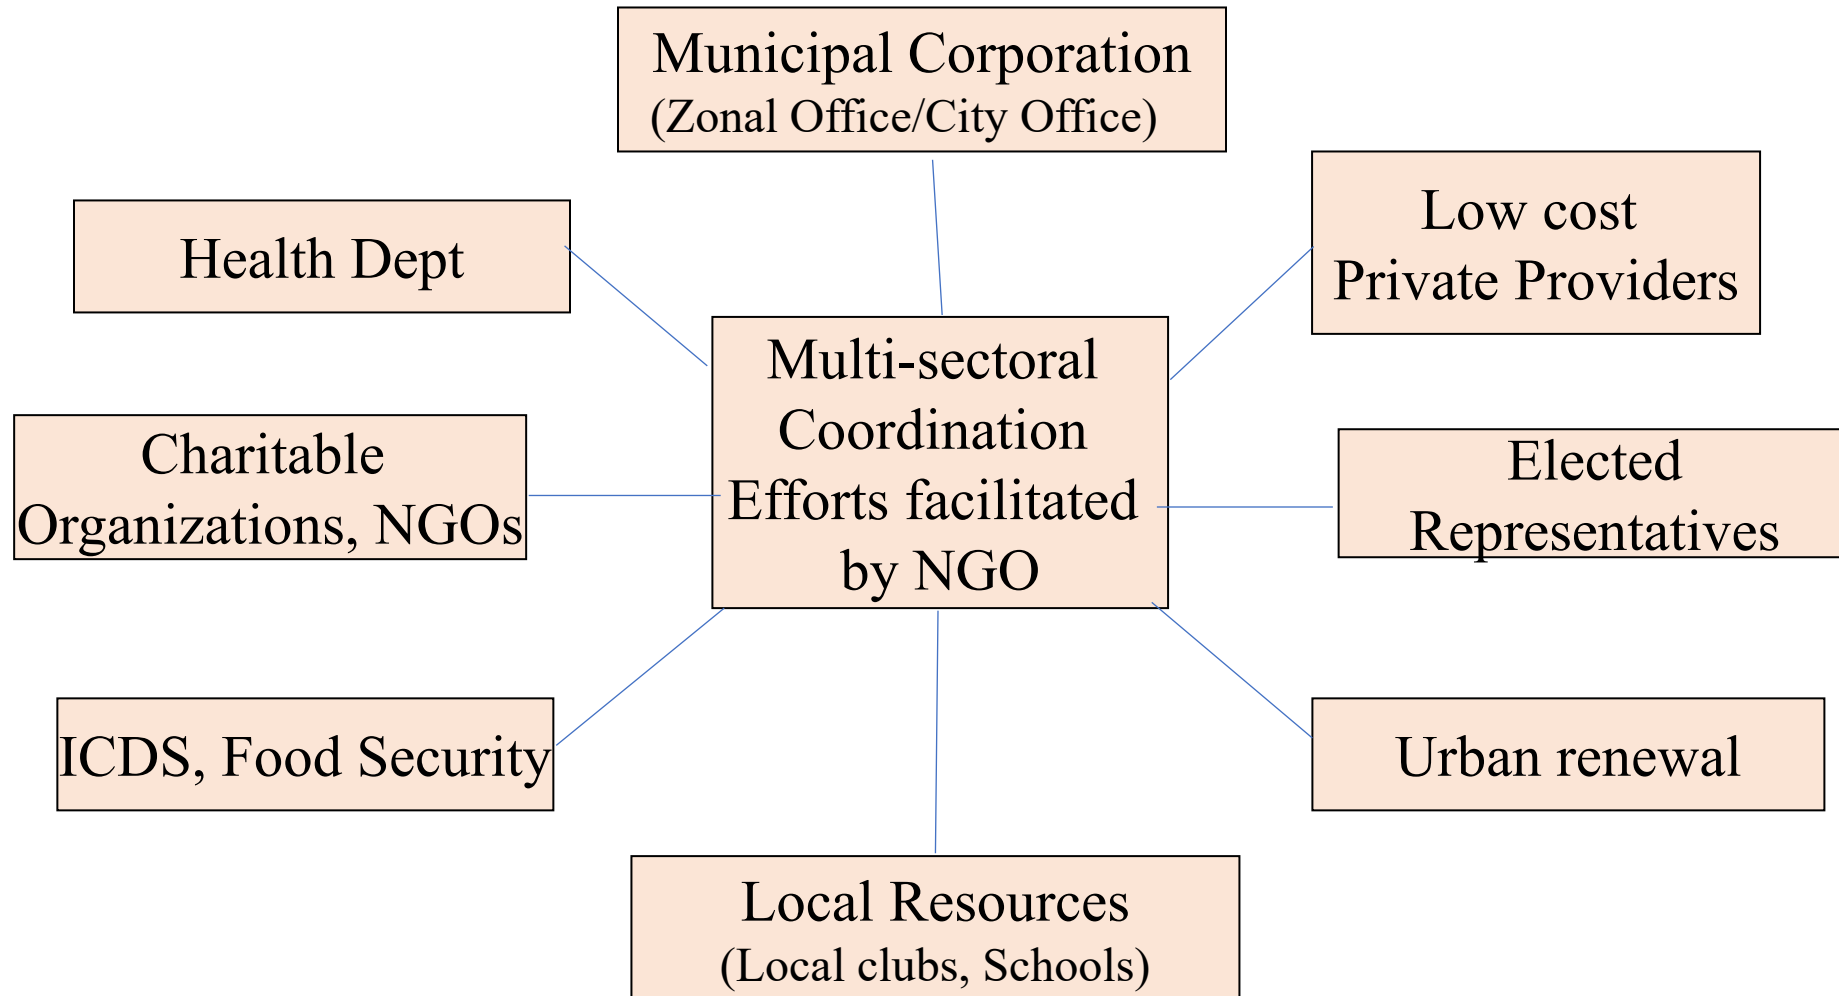 Municipal Corporation
(Zonal Office/City Office)
Health Dept
Low cost
Private Providers
Multi-sectoral
Coordination
Efforts facilitated
by NGO
Charitable
Organizations, NGOs
Elected
Representatives
ICDS, Food Security
Urban renewal
Local Resources
(Local clubs, Schools)